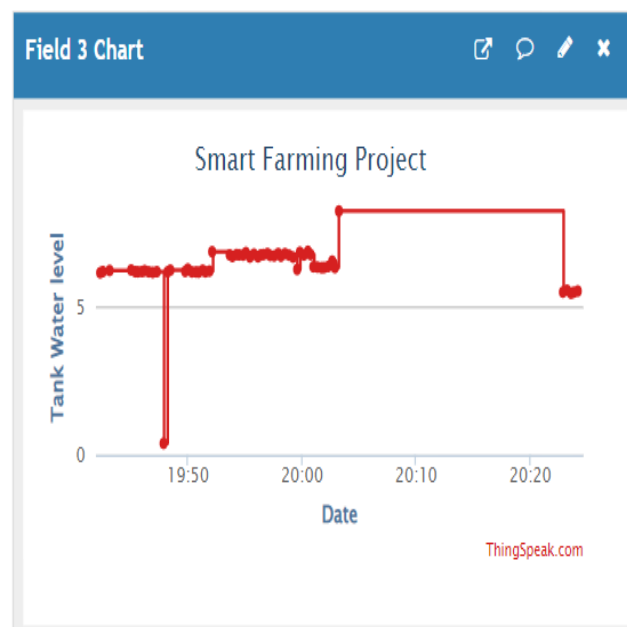 Field 3 Chart
Smart Farming Project
Tank Water level
5
0
19:50 20:00 20:10 20:20
Date
ThingSpeak.com